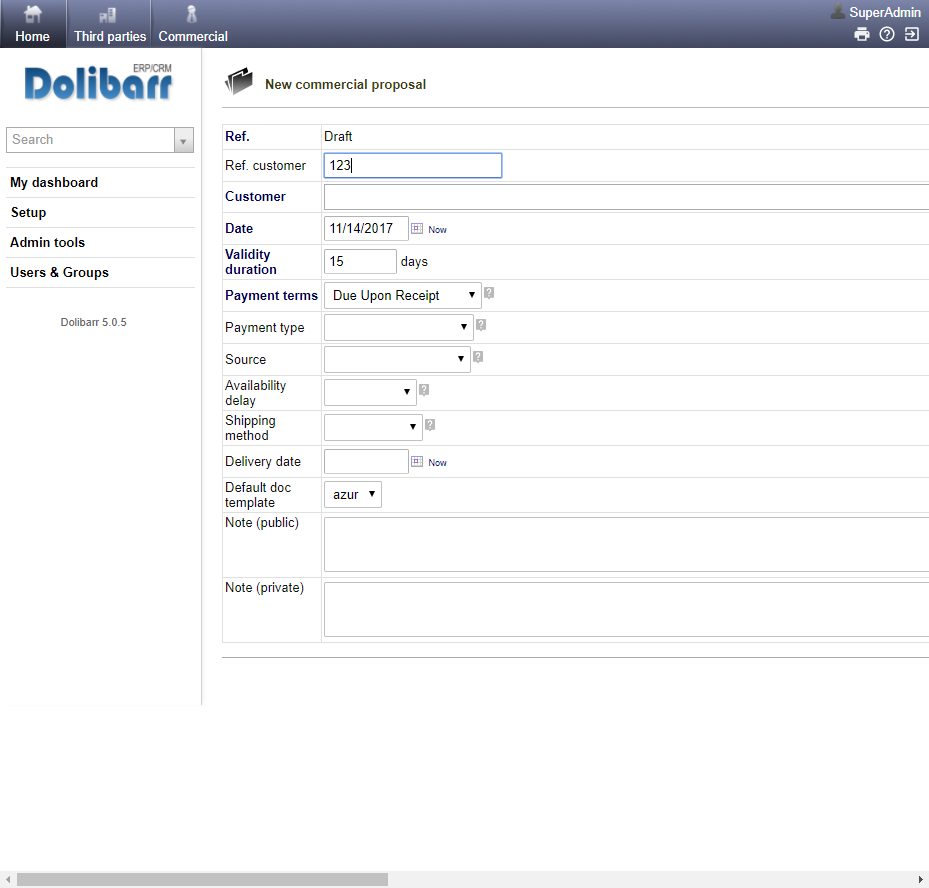 Home Third parties Commercial SuperAdmin
ERP/CRM
Dolibarr
Search
My dashboard
Setup
Admin tools
Users & Groups
Dolibarr 5.0.5
New commercial proposal
Ref. Draft
Ref. customer 123
Customer
Date 11/14/2017 Now
Validity
duration 15 days
Payment terms Due Upon Receipt ?
Payment type ?
Source ?
Availability
delay ?
Shipping
method ?
Delivery date Now
Default doc
template azur
Note (public)
Note (private)